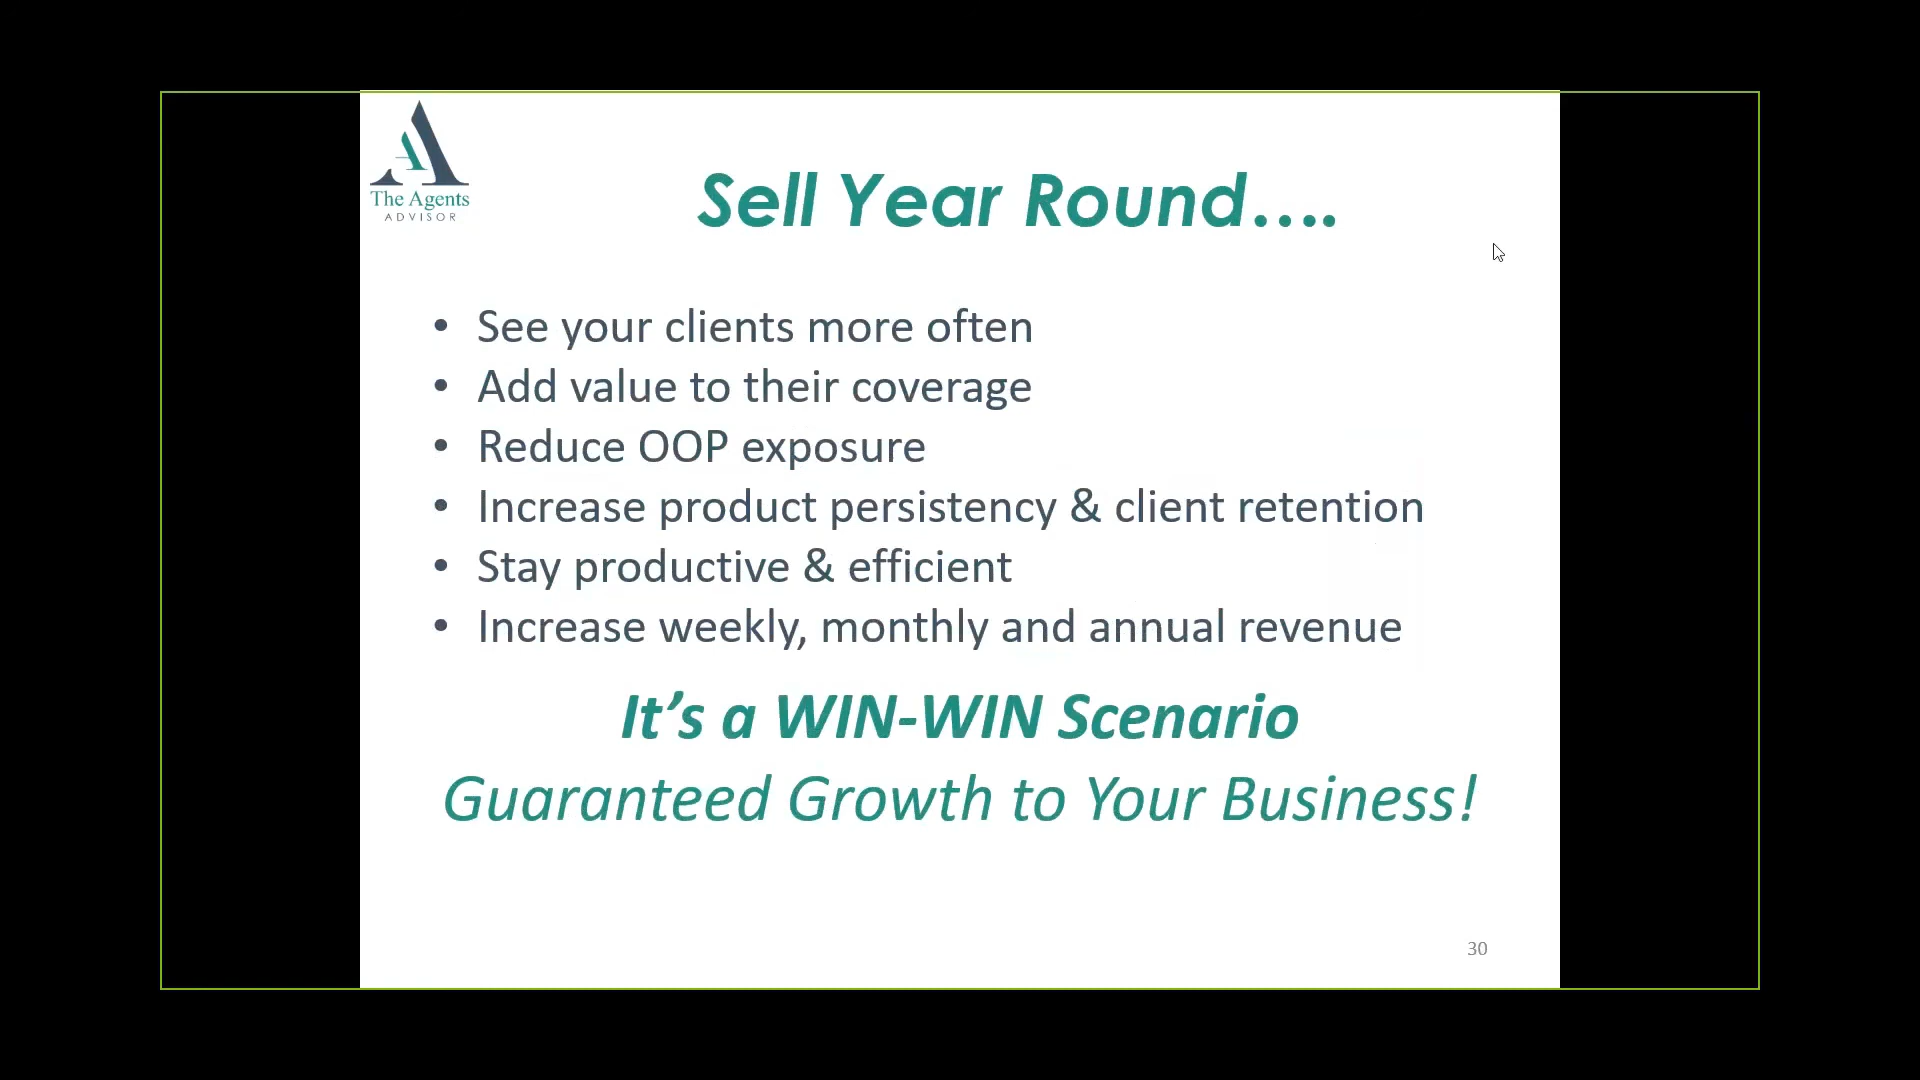 The Agents
ADVISOR
Sell Year Round....
• See your clients more often
• Add value to their coverage
• Reduce OOP exposure
• Increase product persistency & client retention
• Stay productive & efficient
• Increase weekly, monthly and annual revenue
It’s a WIN-WIN Scenario
Guaranteed Growth to Your Business!
30